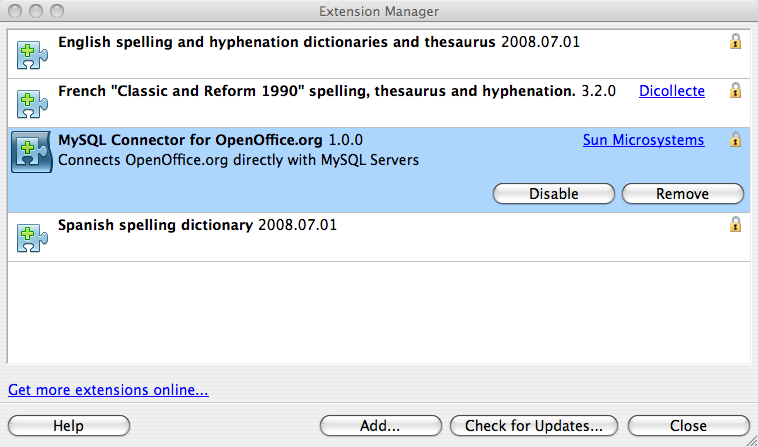 Extension Manager
English spelling and hyphenation dictionaries and thesaurus 2008.07.01
French "Classic and Reform 1990" spelling, thesaurus and hyphenation. 3.2.0 Dicollecte
MySQL Connector for OpenOffice.org 1.0.0 Sun Microsystems
Connects OpenOffice.org directly with MySQL Servers
Disable Remove
Spanish spelling dictionary 2008.07.01
Get more extensions online...
Help Add... Check for Updates... Close